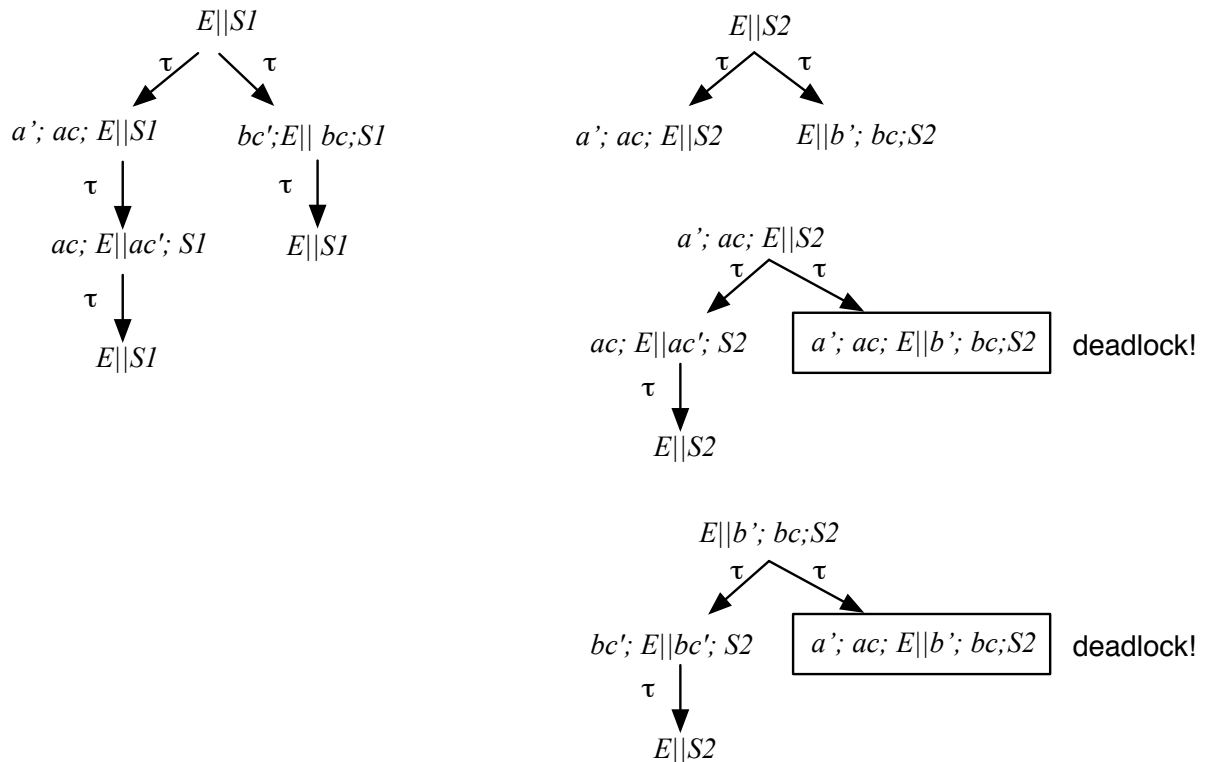 E||S1
τ τ
a’; ac; E||S1 bc';E|| bc;S1
τ τ
ac; E||ac'; S1 E||S1
τ
E||S1
E||S2
τ τ
a’; ac; E||S2 E||b’; bc;S2
a’; ac; E||S2
τ τ
ac; E||ac’; S2 a’; ac; E||b’; bc;S2 deadlock!
τ
E||S2
E||b’; bc;S2
τ τ
bc'; E||bc'; S2 a’; ac; E||b’; bc;S2 deadlock!
τ
E||S2